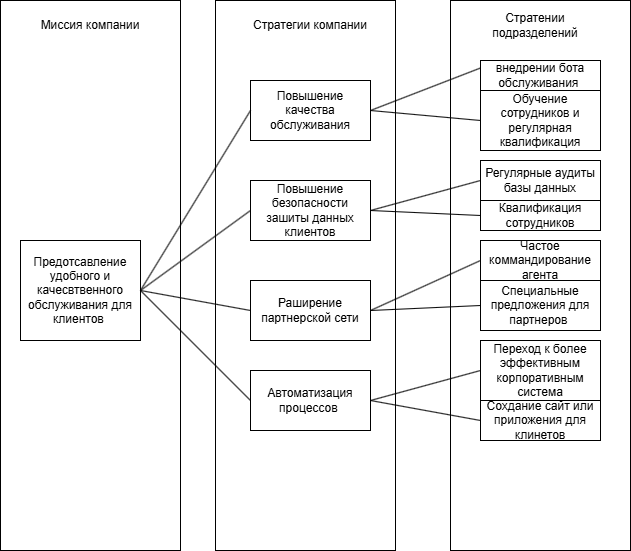 Миссия компании
Предотсавление
удобного и
качесвтвенного
обслуживания для
клиентов
Стратегии компании
Повышение
качества
обслуживания
Повышение
безопасности
зашиты данных
клиентов
Раширение
партнерской сети
Автоматизация
процессов
Стратении
подразделений
внедрении бота
обслуживания
Обучение
сотрудников и
регулярная
квалификация
Регулярные аудиты
базы данных
Квалификация
сотрудников
Частое
коммандирование
агента
Специальные
предложения для
партнеров
Переход к более
эффективным
корпоративным
система
Создание сайт или
приложения для
клинетов